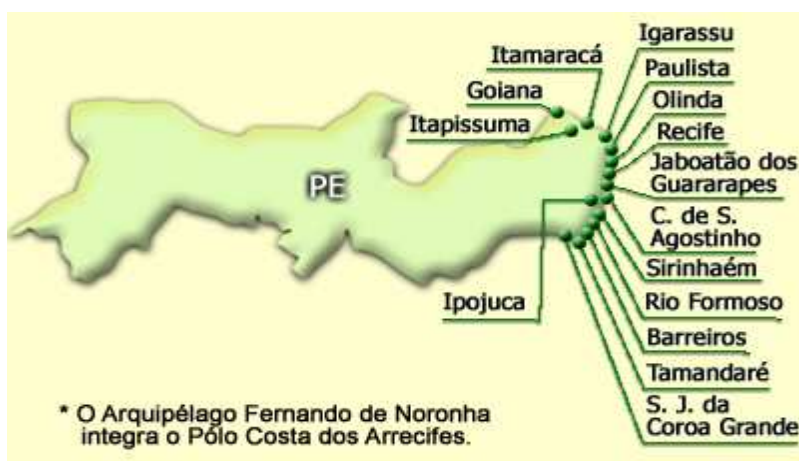 Igarassu
Itamaracá
Paulista
Goiana
Olinda
Itapissuma
Recife
Jaboatão dos
Guararapes
PE
C. de S.
Agostinho
Sirinhaém
Ipojuca
Rio Formoso
Barreiros
Tamandaré
S. J. da
Coroa Grande
* O Arquipélago Fernando de Noronha
integra o Pólo Costa dos Arrecifes.